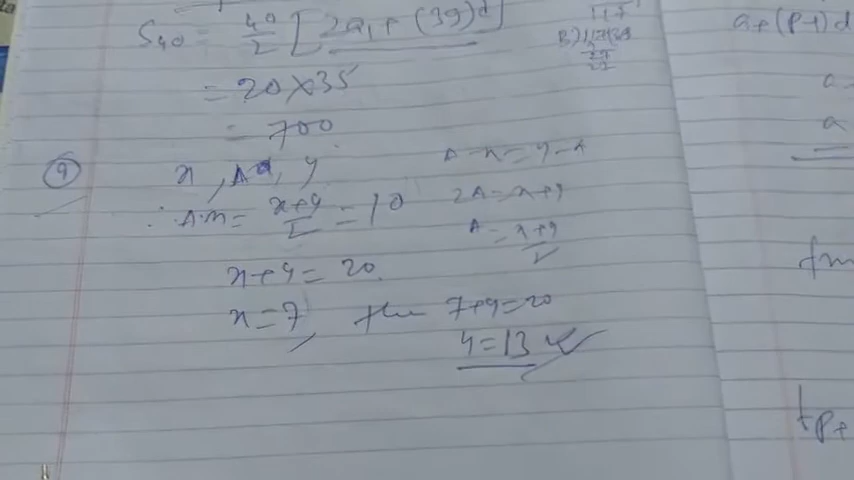 S₄₀ = 40/2 [2a₁ + (39)d]
= 20 × 35
= 700
9
x, A, y
A - x = y - A
∴ A.M = x+y/2 = 10
2A = x+y
A = x+y/2
x+y = 20
x = 7, then 7+y = 20
y = 13
a+(p-1)d
a
a
t p+